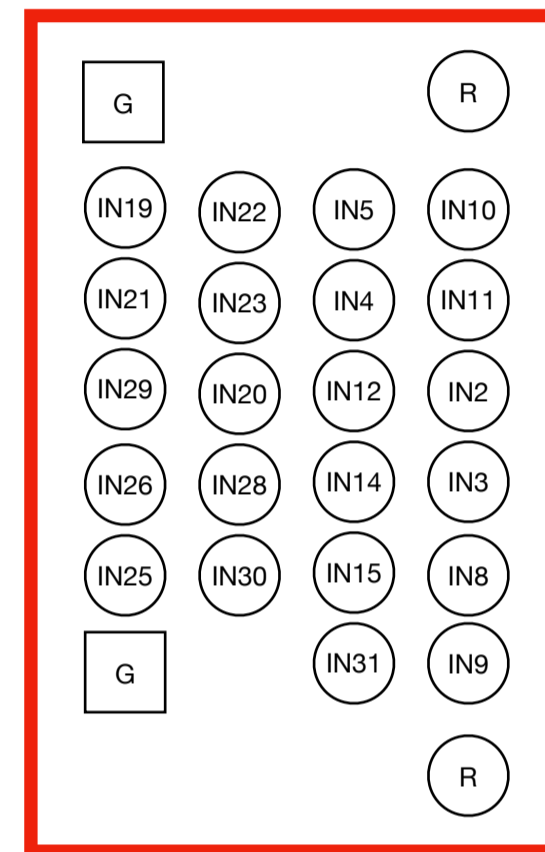 G R
IN19 IN22 IN5 IN10
IN21 IN23 IN4 IN11
IN29 IN20 IN12 IN2
IN26 IN28 IN14 IN3
IN25 IN30 IN15 IN8
G IN31 IN9
R